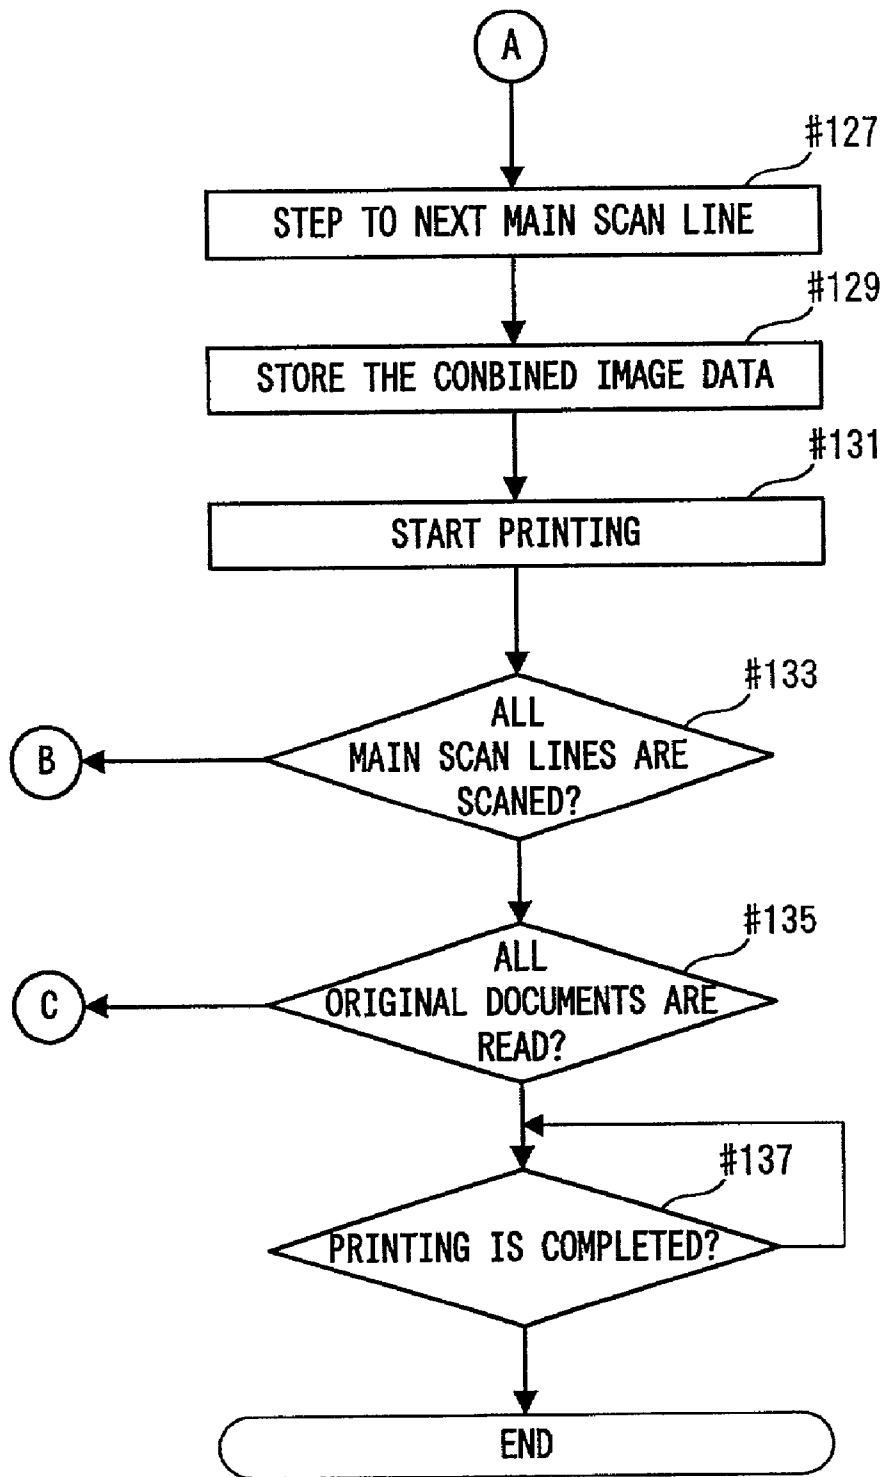 A
#127
STEP TO NEXT MAIN SCAN LINE
#129
STORE THE CONBINED IMAGE DATA
#131
START PRINTING
#133
ALL
MAIN SCAN LINES ARE
SCANED?
B
#135
ALL
ORIGINAL DOCUMENTS ARE
READ?
C
#137
PRINTING IS COMPLETED?
END